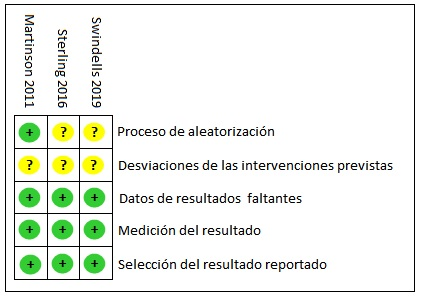 Martinson 2011
Sterling 2016
Swindells 2019
+ ? ? Proceso de aleatorización
? ? ? Desviaciones de las intervenciones previstas
+ + + Datos de resultados faltantes
+ + + Medición del resultado
+ + + Selección del resultado reportado